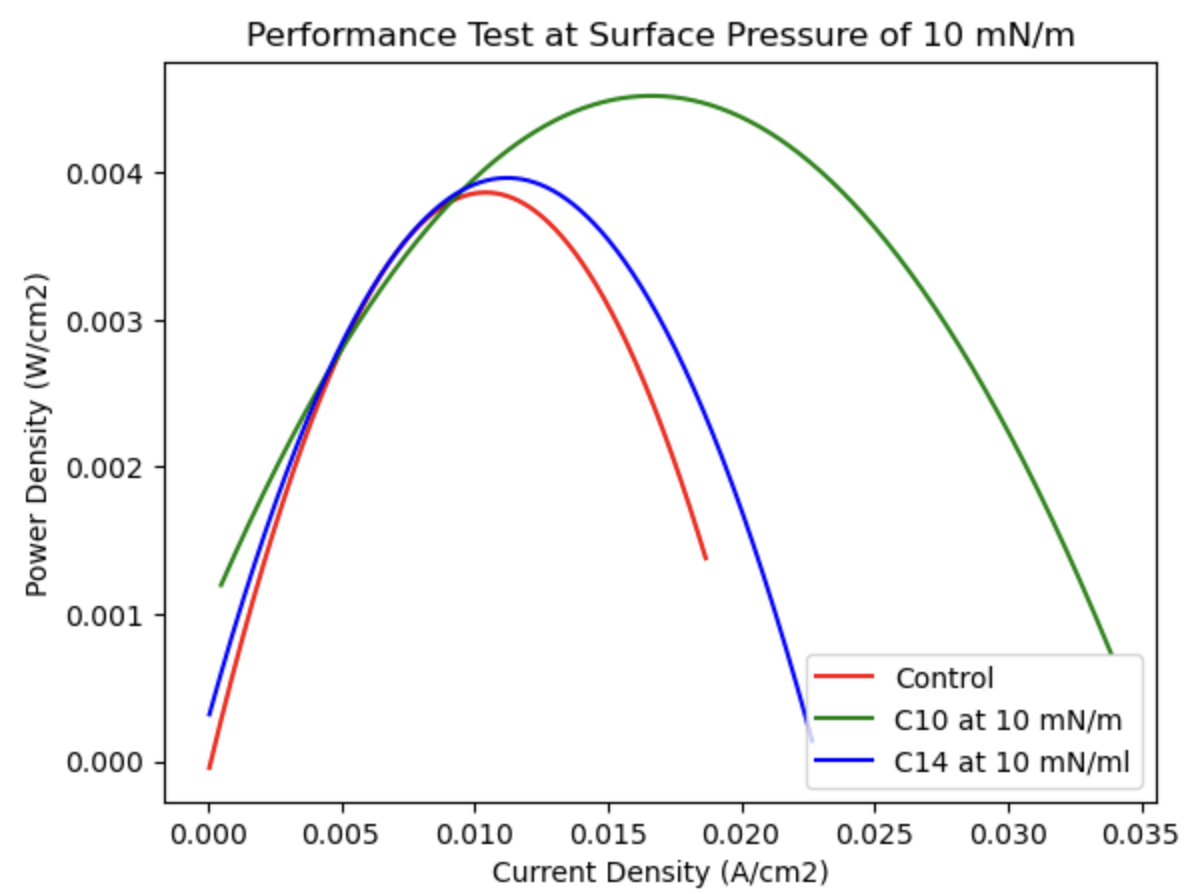 Performance Test at Surface Pressure of 10 mN/m
Power Density (W/cm2)
0.004
0.003
0.002
0.001
0.000
Control
C10 at 10 mN/m
C14 at 10 mN/ml
0.000 0.005 0.010 0.015 0.020 0.025 0.030 0.035
Current Density (A/cm2)